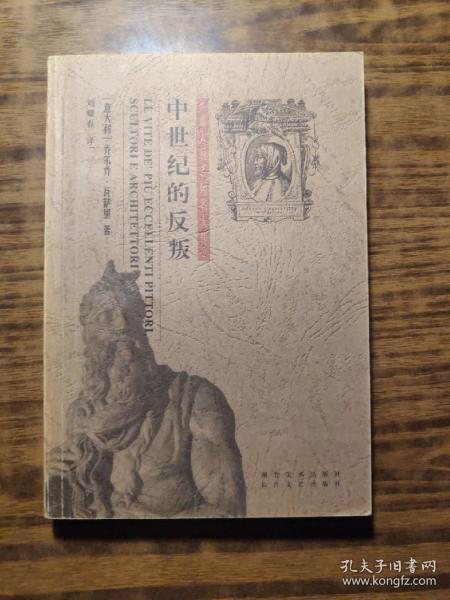 中世纪的反叛
LE VITE DE' PIÙ ECCELLENTI PITTORI,
SCULTORI E ARCHITETTORI
[意大利] 乔尔乔·瓦萨里 著
刘耀春 译
湖北美术出版社
长江文艺出版社
孔夫子旧书网
www.kongfz.com